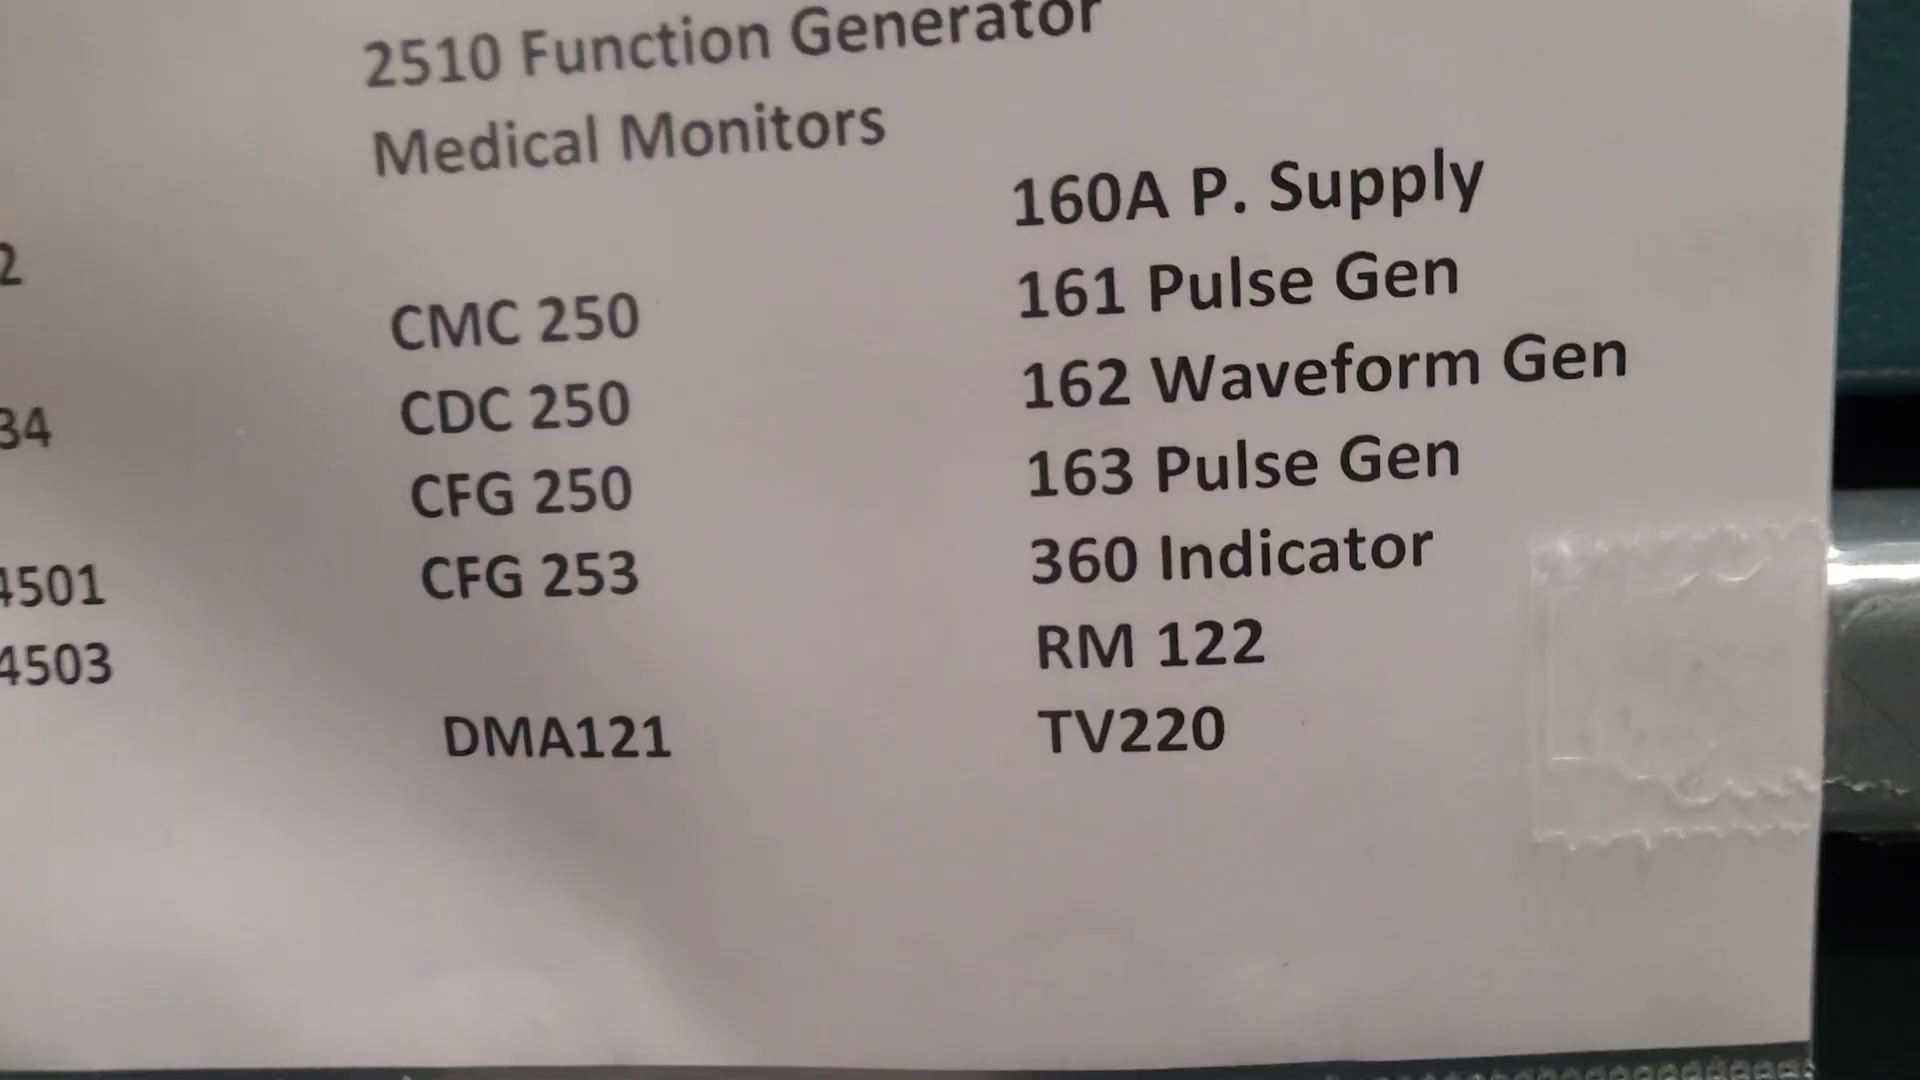 2510 Function Generator
Medical Monitors
2
34
4501
4503
CMC 250
CDC 250
CFG 250
CFG 253
DMA121
160A P. Supply
161 Pulse Gen
162 Waveform Gen
163 Pulse Gen
360 Indicator
RM 122
TV220